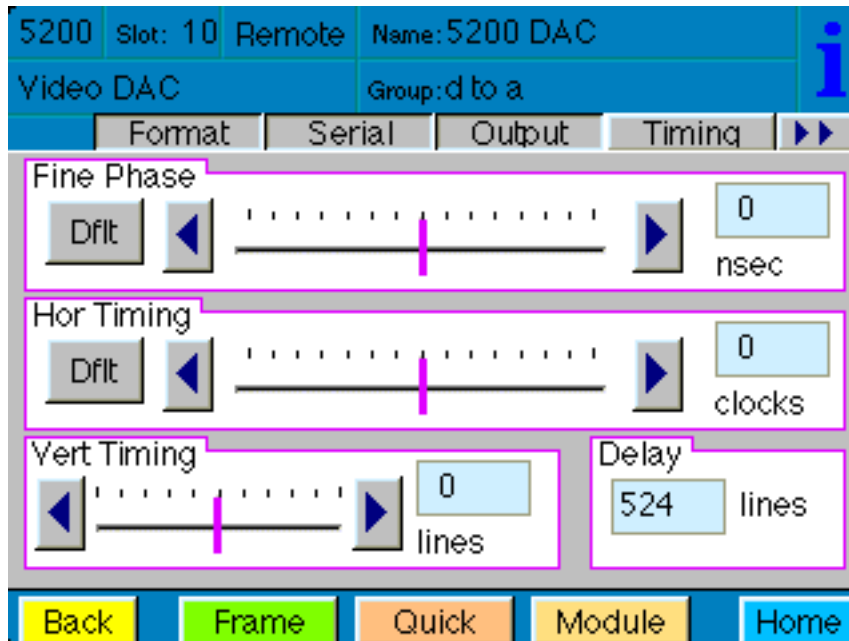 5200 Slot: 10 Remote Name: 5200 DAC i
Video DAC Group: d to a
Format Serial Output Timing
Fine Phase
Dflt 0
nsec
Hor Timing
Dflt 0
clocks
Vert Timing
0
lines
Delay
524 lines
Back Frame Quick Module Home